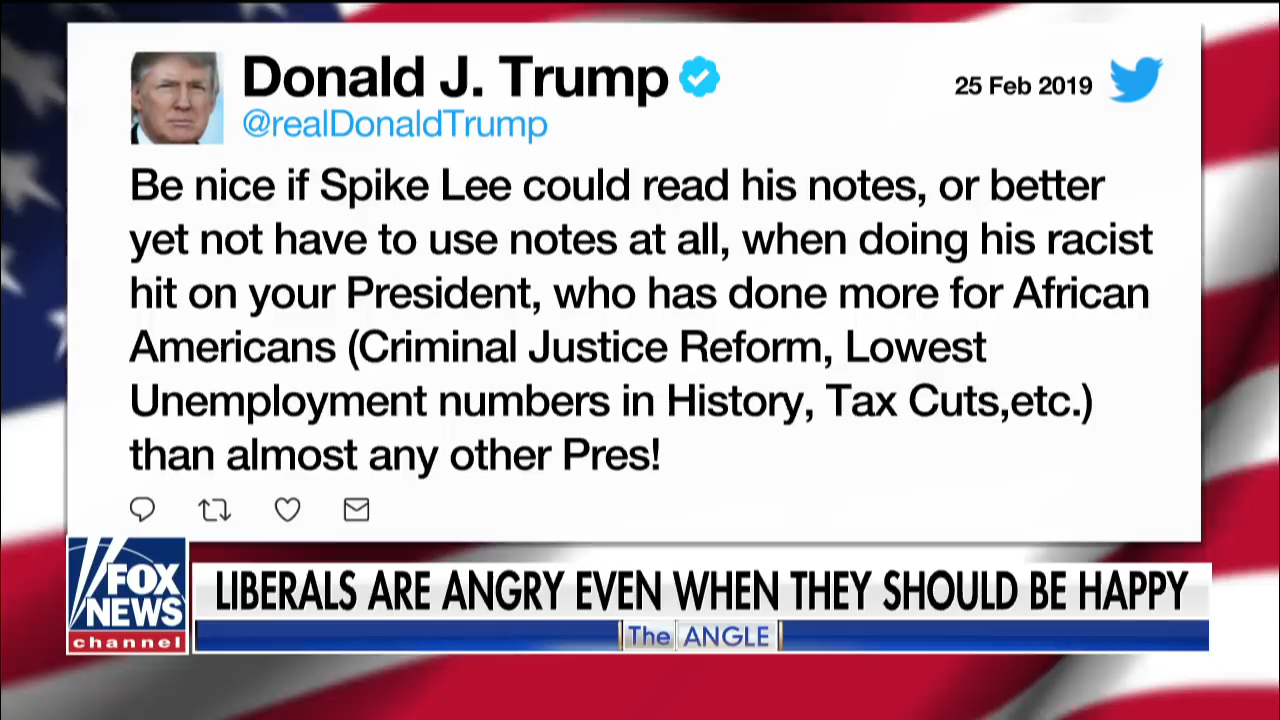 Donald J. Trump
25 Feb 2019
@realDonaldTrump
Be nice if Spike Lee could read his notes, or better
yet not have to use notes at all, when doing his racist
hit on your President, who has done more for African
Americans (Criminal Justice Reform, Lowest
Unemployment numbers in History, Tax Cuts,etc.)
than almost any other Pres!
FOX
NEWS
channel
LIBERALS ARE ANGRY EVEN WHEN THEY SHOULD BE HAPPY
The ANGLE